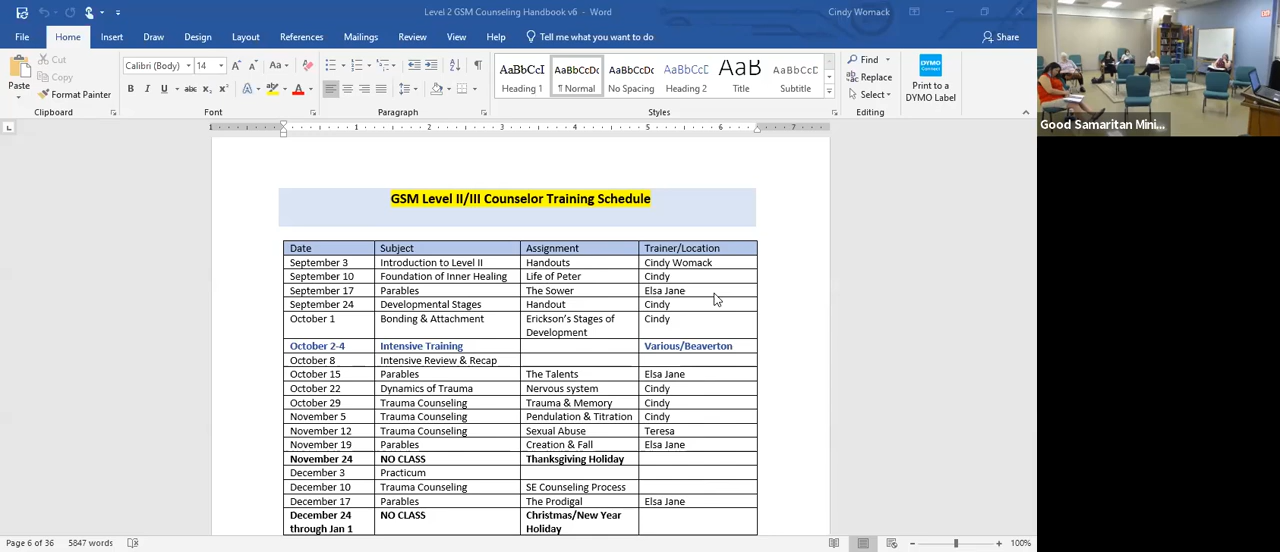 Level 2 GSM Counseling Handbook v6 - Word
Cindy Womack
File Home Insert Draw Design Layout References Mailings Review View Help Tell me what you want to do Share
Paste
Cut
Copy
Format Painter
Clipboard
Calibri (Body) 14
Font
Paragraph
AaBbCcI AaBbCcDc AaBbCcDc AaBbCcD AaB AaBbCcD
Heading 1 ¶ Normal No Spacing Heading 2 Title Subtitle
Styles
Find
Replace
Select
Editing
DYMO
Print to a
DYMO Label
Good Samaritan Mini...
1 1 2 3 4 5 6 7
GSM Level II/III Counselor Training Schedule
Date Subject Assignment Trainer/Location
September 3 Introduction to Level II Handouts Cindy Womack
September 10 Foundation of Inner Healing Life of Peter Cindy
September 17 Parables The Sower Elsa Jane
September 24 Developmental Stages Handout Cindy
October 1 Bonding & Attachment Erickson's Stages of Development Cindy
October 2-4 Intensive Training Various/Beaverton
October 8 Intensive Review & Recap
October 15 Parables The Talents Elsa Jane
October 22 Dynamics of Trauma Nervous system Cindy
October 29 Trauma Counseling Trauma & Memory Cindy
November 5 Trauma Counseling Pendulation & Titration Cindy
November 12 Trauma Counseling Sexual Abuse Teresa
November 19 Parables Creation & Fall Elsa Jane
November 24 NO CLASS Thanksgiving Holiday
December 3 Practicum
December 10 Trauma Counseling SE Counseling Process
December 17 Parables The Prodigal Elsa Jane
December 24 through Jan 1 NO CLASS Christmas/New Year Holiday
Page 6 of 36 5847 words 100%